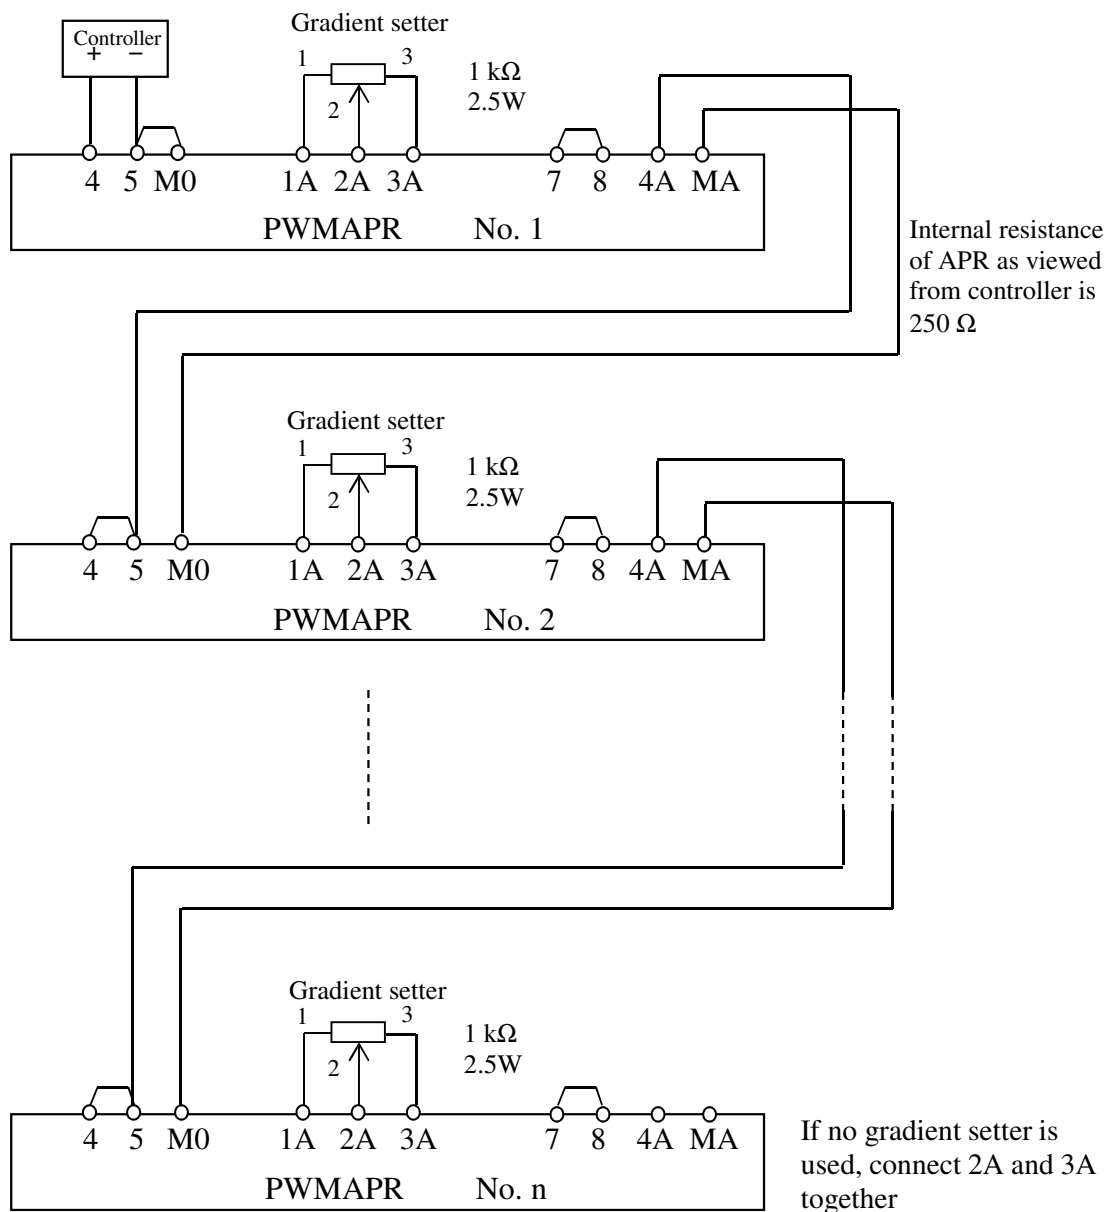 Controller
+ −
Gradient setter
1 3
2
1 kΩ
2.5W
4 5 M0 1A 2A 3A 7 8 4A MA
PWMAPR No. 1
Internal resistance
of APR as viewed
from controller is
250 Ω
Gradient setter
1 3
2
1 kΩ
2.5W
4 5 M0 1A 2A 3A 7 8 4A MA
PWMAPR No. 2
Gradient setter
1 3
2
1 kΩ
2.5W
4 5 M0 1A 2A 3A 7 8 4A MA
PWMAPR No. n
If no gradient setter is
used, connect 2A and 3A
together